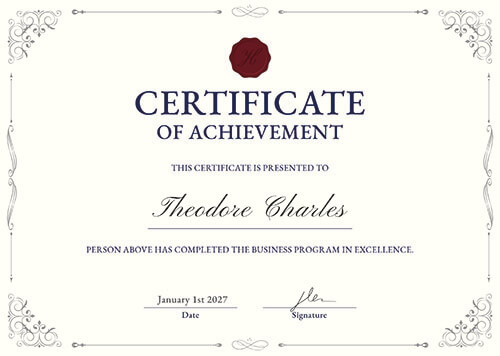 H
CERTIFICATE
OF ACHIEVEMENT
THIS CERTIFICATE IS PRESENTED TO
Theodore Charles
PERSON ABOVE HAS COMPLETED THE BUSINESS PROGRAM IN EXCELLENCE.
January 1st 2027
Date
Signature